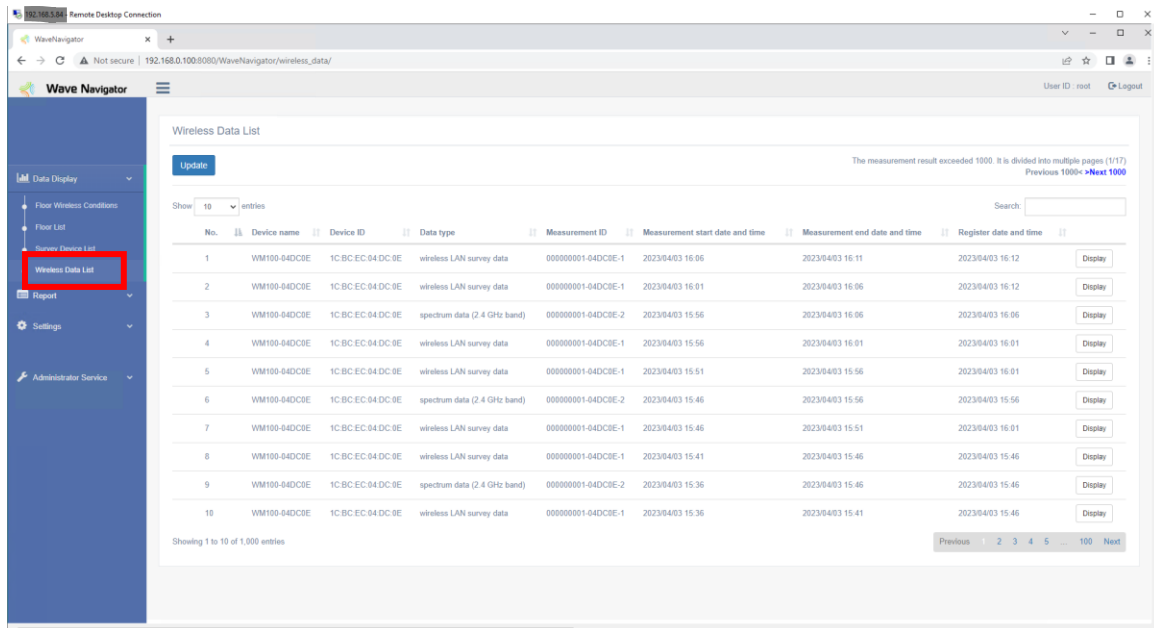 192.168.5.84 - Remote Desktop Connection
WaveNavigator
Not secure 192.168.0.100:8080/WaveNavigator/wireless_data/
Wave Navigator
User ID : root Logout
Wireless Data List
Update
The measurement result exceeded 1000. It is divided into multiple pages (1/17)
Previous 1000< >Next 1000
Data Display
Floor Wireless Conditions
Floor List
Survey Device List
Wireless Data List
Report
Settings
Administrator Service
Show 10 entries Search:
No. Device name Device ID Data type Measurement ID Measurement start date and time Measurement end date and time Register date and time
1 WM100-04DC0E 1C:BC:EC:04:DC:0E wireless LAN survey data 000000001-04DC0E-1 2023/04/03 16:06 2023/04/03 16:11 2023/04/03 16:12 Display
2 WM100-04DC0E 1C:BC:EC:04:DC:0E wireless LAN survey data 000000001-04DC0E-1 2023/04/03 16:01 2023/04/03 16:06 2023/04/03 16:12 Display
3 WM100-04DC0E 1C:BC:EC:04:DC:0E spectrum data (2.4 GHz band) 000000001-04DC0E-2 2023/04/03 15:56 2023/04/03 16:06 2023/04/03 16:06 Display
4 WM100-04DC0E 1C:BC:EC:04:DC:0E wireless LAN survey data 000000001-04DC0E-1 2023/04/03 15:56 2023/04/03 16:01 2023/04/03 16:01 Display
5 WM100-04DC0E 1C:BC:EC:04:DC:0E wireless LAN survey data 000000001-04DC0E-1 2023/04/03 15:51 2023/04/03 15:56 2023/04/03 16:01 Display
6 WM100-04DC0E 1C:BC:EC:04:DC:0E spectrum data (2.4 GHz band) 000000001-04DC0E-2 2023/04/03 15:46 2023/04/03 15:56 2023/04/03 15:56 Display
7 WM100-04DC0E 1C:BC:EC:04:DC:0E wireless LAN survey data 000000001-04DC0E-1 2023/04/03 15:46 2023/04/03 15:51 2023/04/03 16:01 Display
8 WM100-04DC0E 1C:BC:EC:04:DC:0E wireless LAN survey data 000000001-04DC0E-1 2023/04/03 15:41 2023/04/03 15:46 2023/04/03 15:46 Display
9 WM100-04DC0E 1C:BC:EC:04:DC:0E spectrum data (2.4 GHz band) 000000001-04DC0E-2 2023/04/03 15:36 2023/04/03 15:46 2023/04/03 15:46 Display
10 WM100-04DC0E 1C:BC:EC:04:DC:0E wireless LAN survey data 000000001-04DC0E-1 2023/04/03 15:36 2023/04/03 15:41 2023/04/03 15:46 Display
Showing 1 to 10 of 1,000 entries
Previous 1 2 3 4 5 ... 100 Next